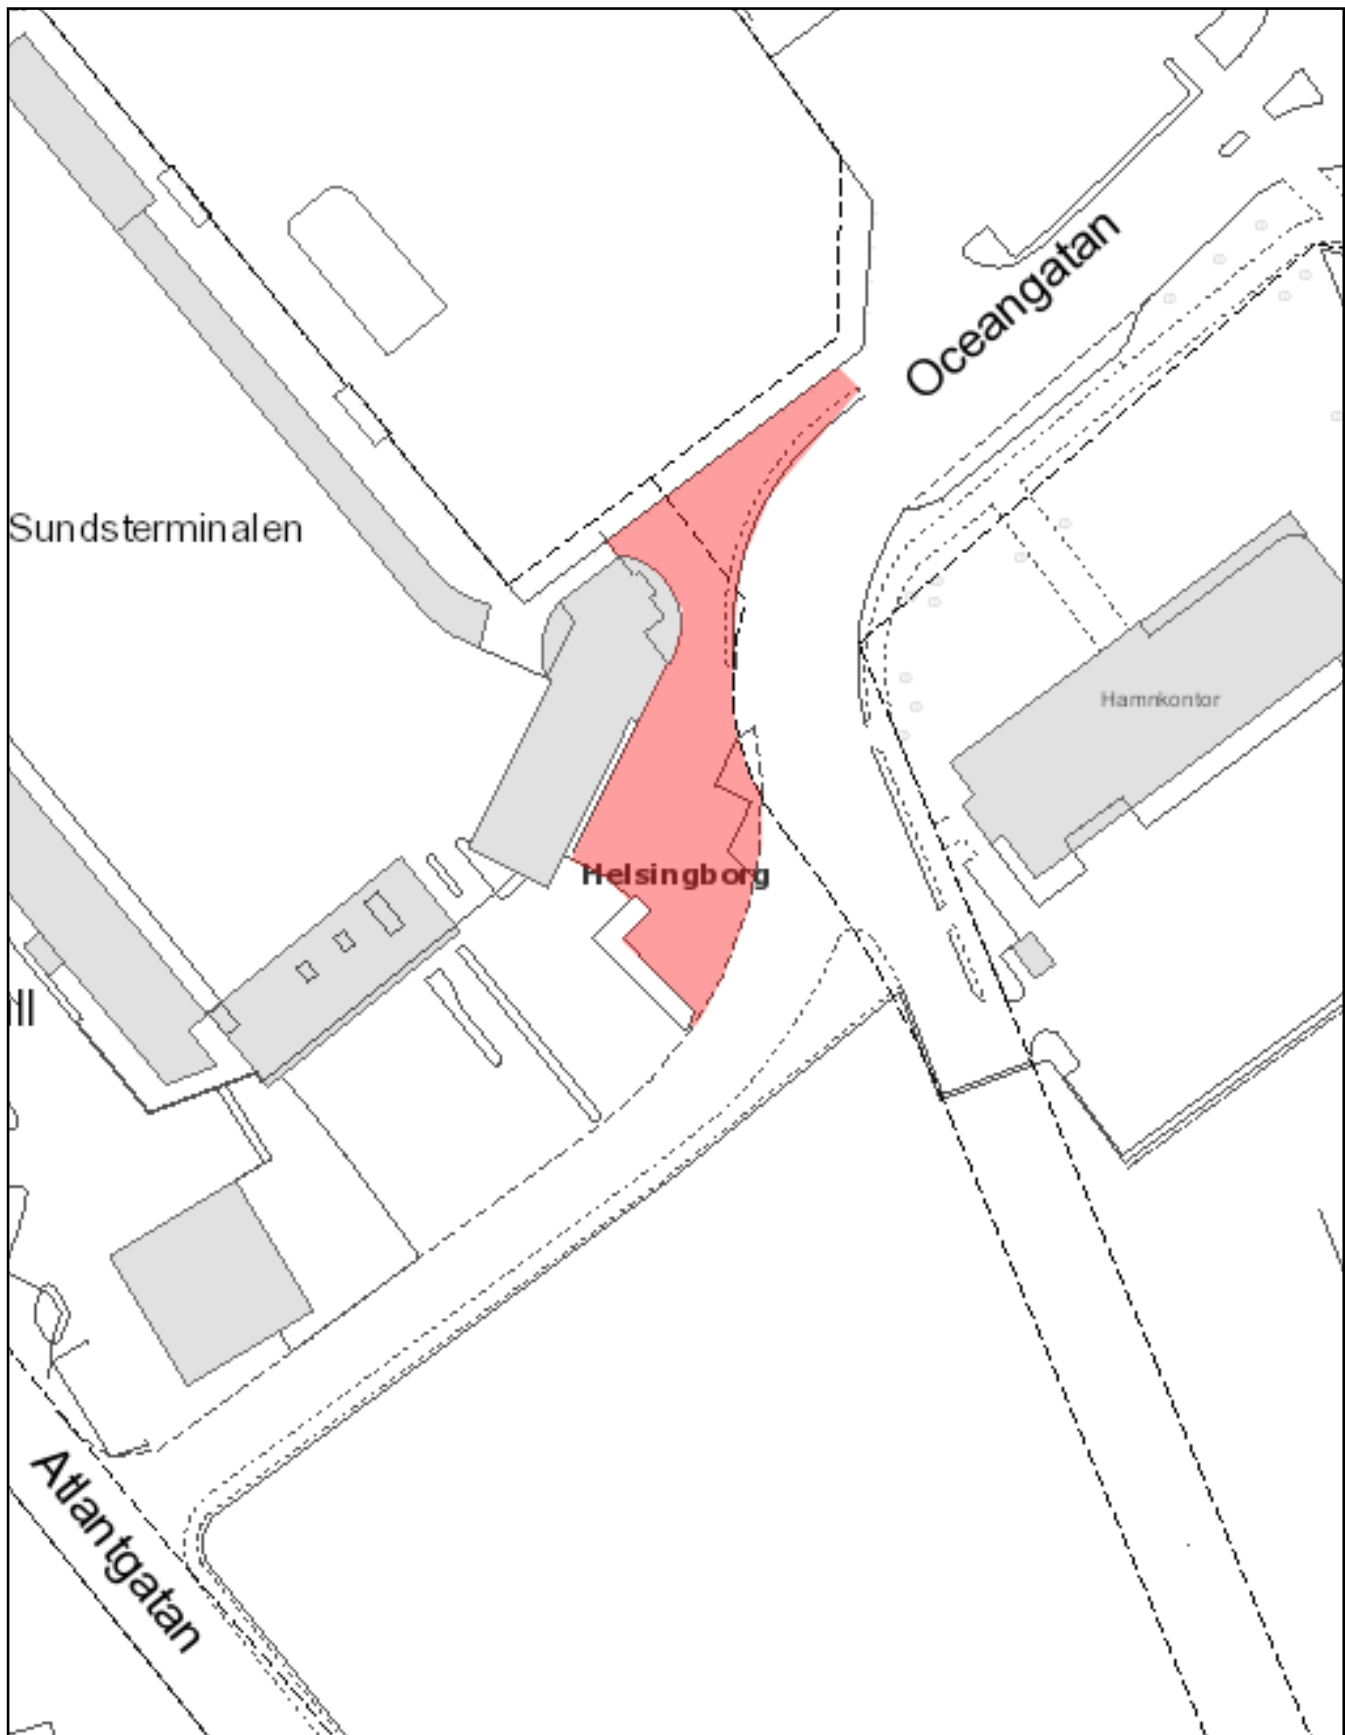 Oceangatan
Sundsterminalen
Hamnkontor
Helsingborg
Atlantgatan